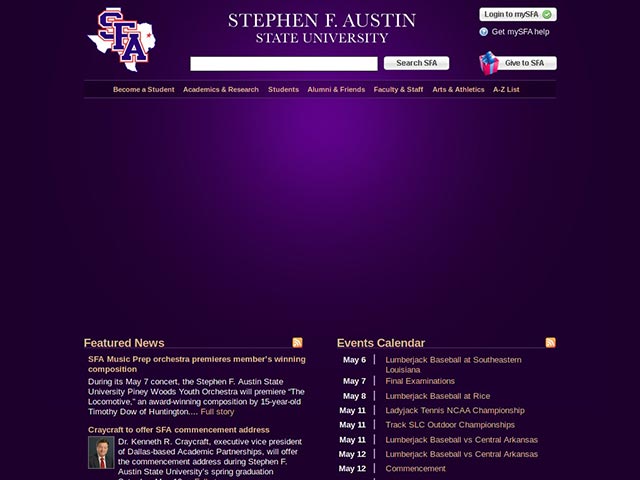 SFA
STEPHEN F. AUSTIN
STATE UNIVERSITY
Login to mySFA
Get mySFA help
Search SFA
Give to SFA
Become a Student Academics & Research Students Alumni & Friends Faculty & Staff Arts & Athletics A-Z List
Featured News
SFA Music Prep orchestra premieres member's winning
composition
During its May 7 concert, the Stephen F. Austin State
University Piney Woods Youth Orchestra will premiere “The
Locomotive,” an award-winning composition by 15-year-old
Timothy Dow of Huntington.... Full story
Craycraft to offer SFA commencement address
Dr. Kenneth R. Craycraft, executive vice president
of Dallas-based Academic Partnerships, will offer
the commencement address during Stephen F.
Austin State University's spring graduation
Events Calendar
May 6 Lumberjack Baseball at Southeastern
Louisiana
May 7 Final Examinations
May 8 Lumberjack Baseball at Rice
May 11 Ladyjack Tennis NCAA Championship
May 11 Track SLC Outdoor Championships
May 11 Lumberjack Baseball vs Central Arkansas
May 12 Lumberjack Baseball vs Central Arkansas
May 12 Commencement